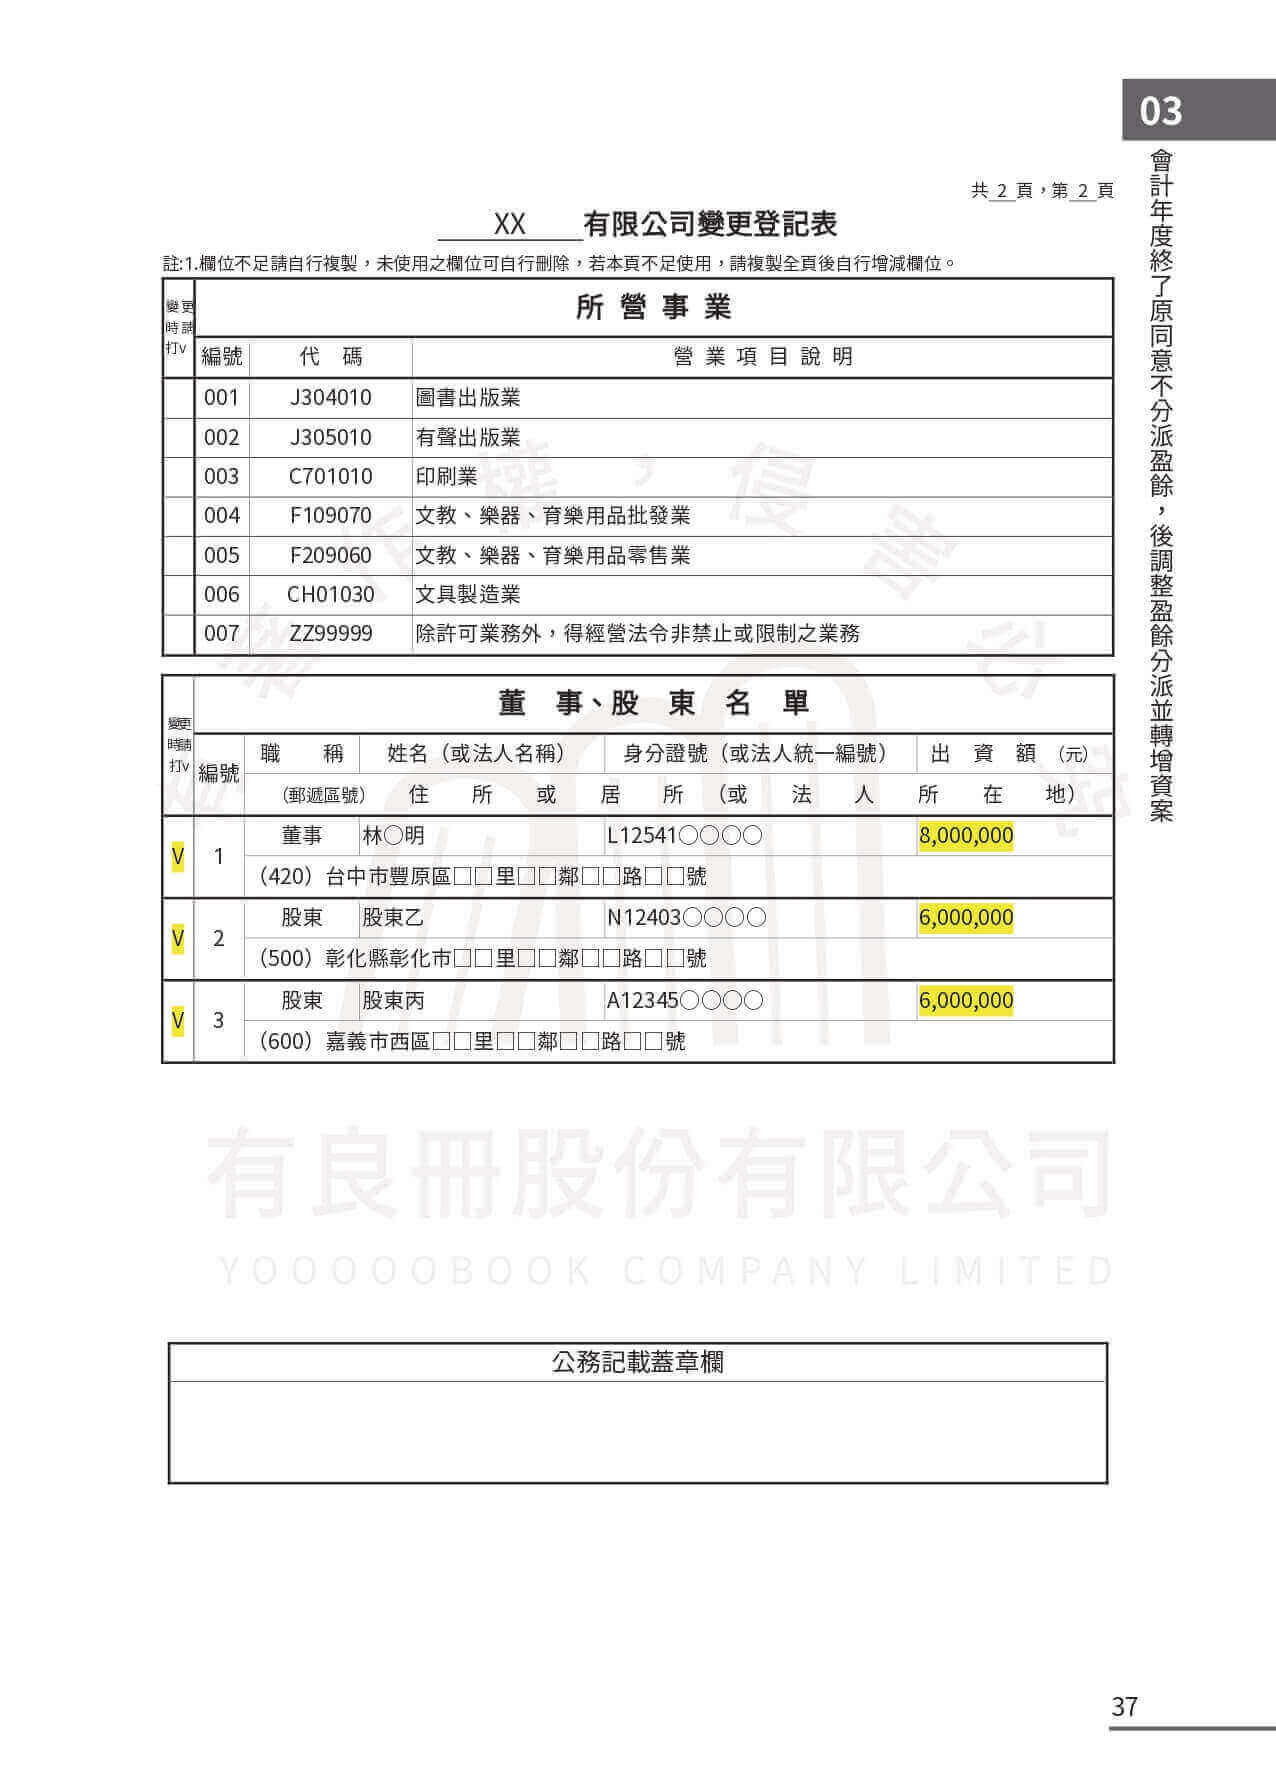 03
會計年度終了原同意不分派盈餘，後調整盈餘分派並轉增資案
共 2 頁，第 2 頁
XX 有限公司變更登記表
註:1.欄位不足請自行複製，未使用之欄位可自行刪除，若本頁不足使用，請複製全頁後自行增減欄位。
變更時請打V 所營事業
編號 代碼 營業項目說明
001 J304010 圖書出版業
002 J305010 有聲出版業
003 C701010 印刷業
004 F109070 文教、樂器、育樂用品批發業
005 F209060 文教、樂器、育樂用品零售業
006 CH01030 文具製造業
007 ZZ99999 除許可業務外，得經營法令非禁止或限制之業務
變更時請打V 董事、股東名單
編號 職稱 姓名（或法人名稱） 身分證號（或法人統一編號） 出資額（元）
（郵遞區號） 住所或居所（或法人所在地）
V 1 董事 林○明 L12541○○○○ 8,000,000
（420）台中市豐原區□□里□□鄰□□路□□號
V 2 股東 股東乙 N12403○○○○ 6,000,000
（500）彰化縣彰化市□□里□□鄰□□路□□號
V 3 股東 股東丙 A12345○○○○ 6,000,000
（600）嘉義市西區□□里□□鄰□□路□□號
有良冊股份有限公司
YOOOOOBOOK COMPANY LIMITED
公務記載蓋章欄
37